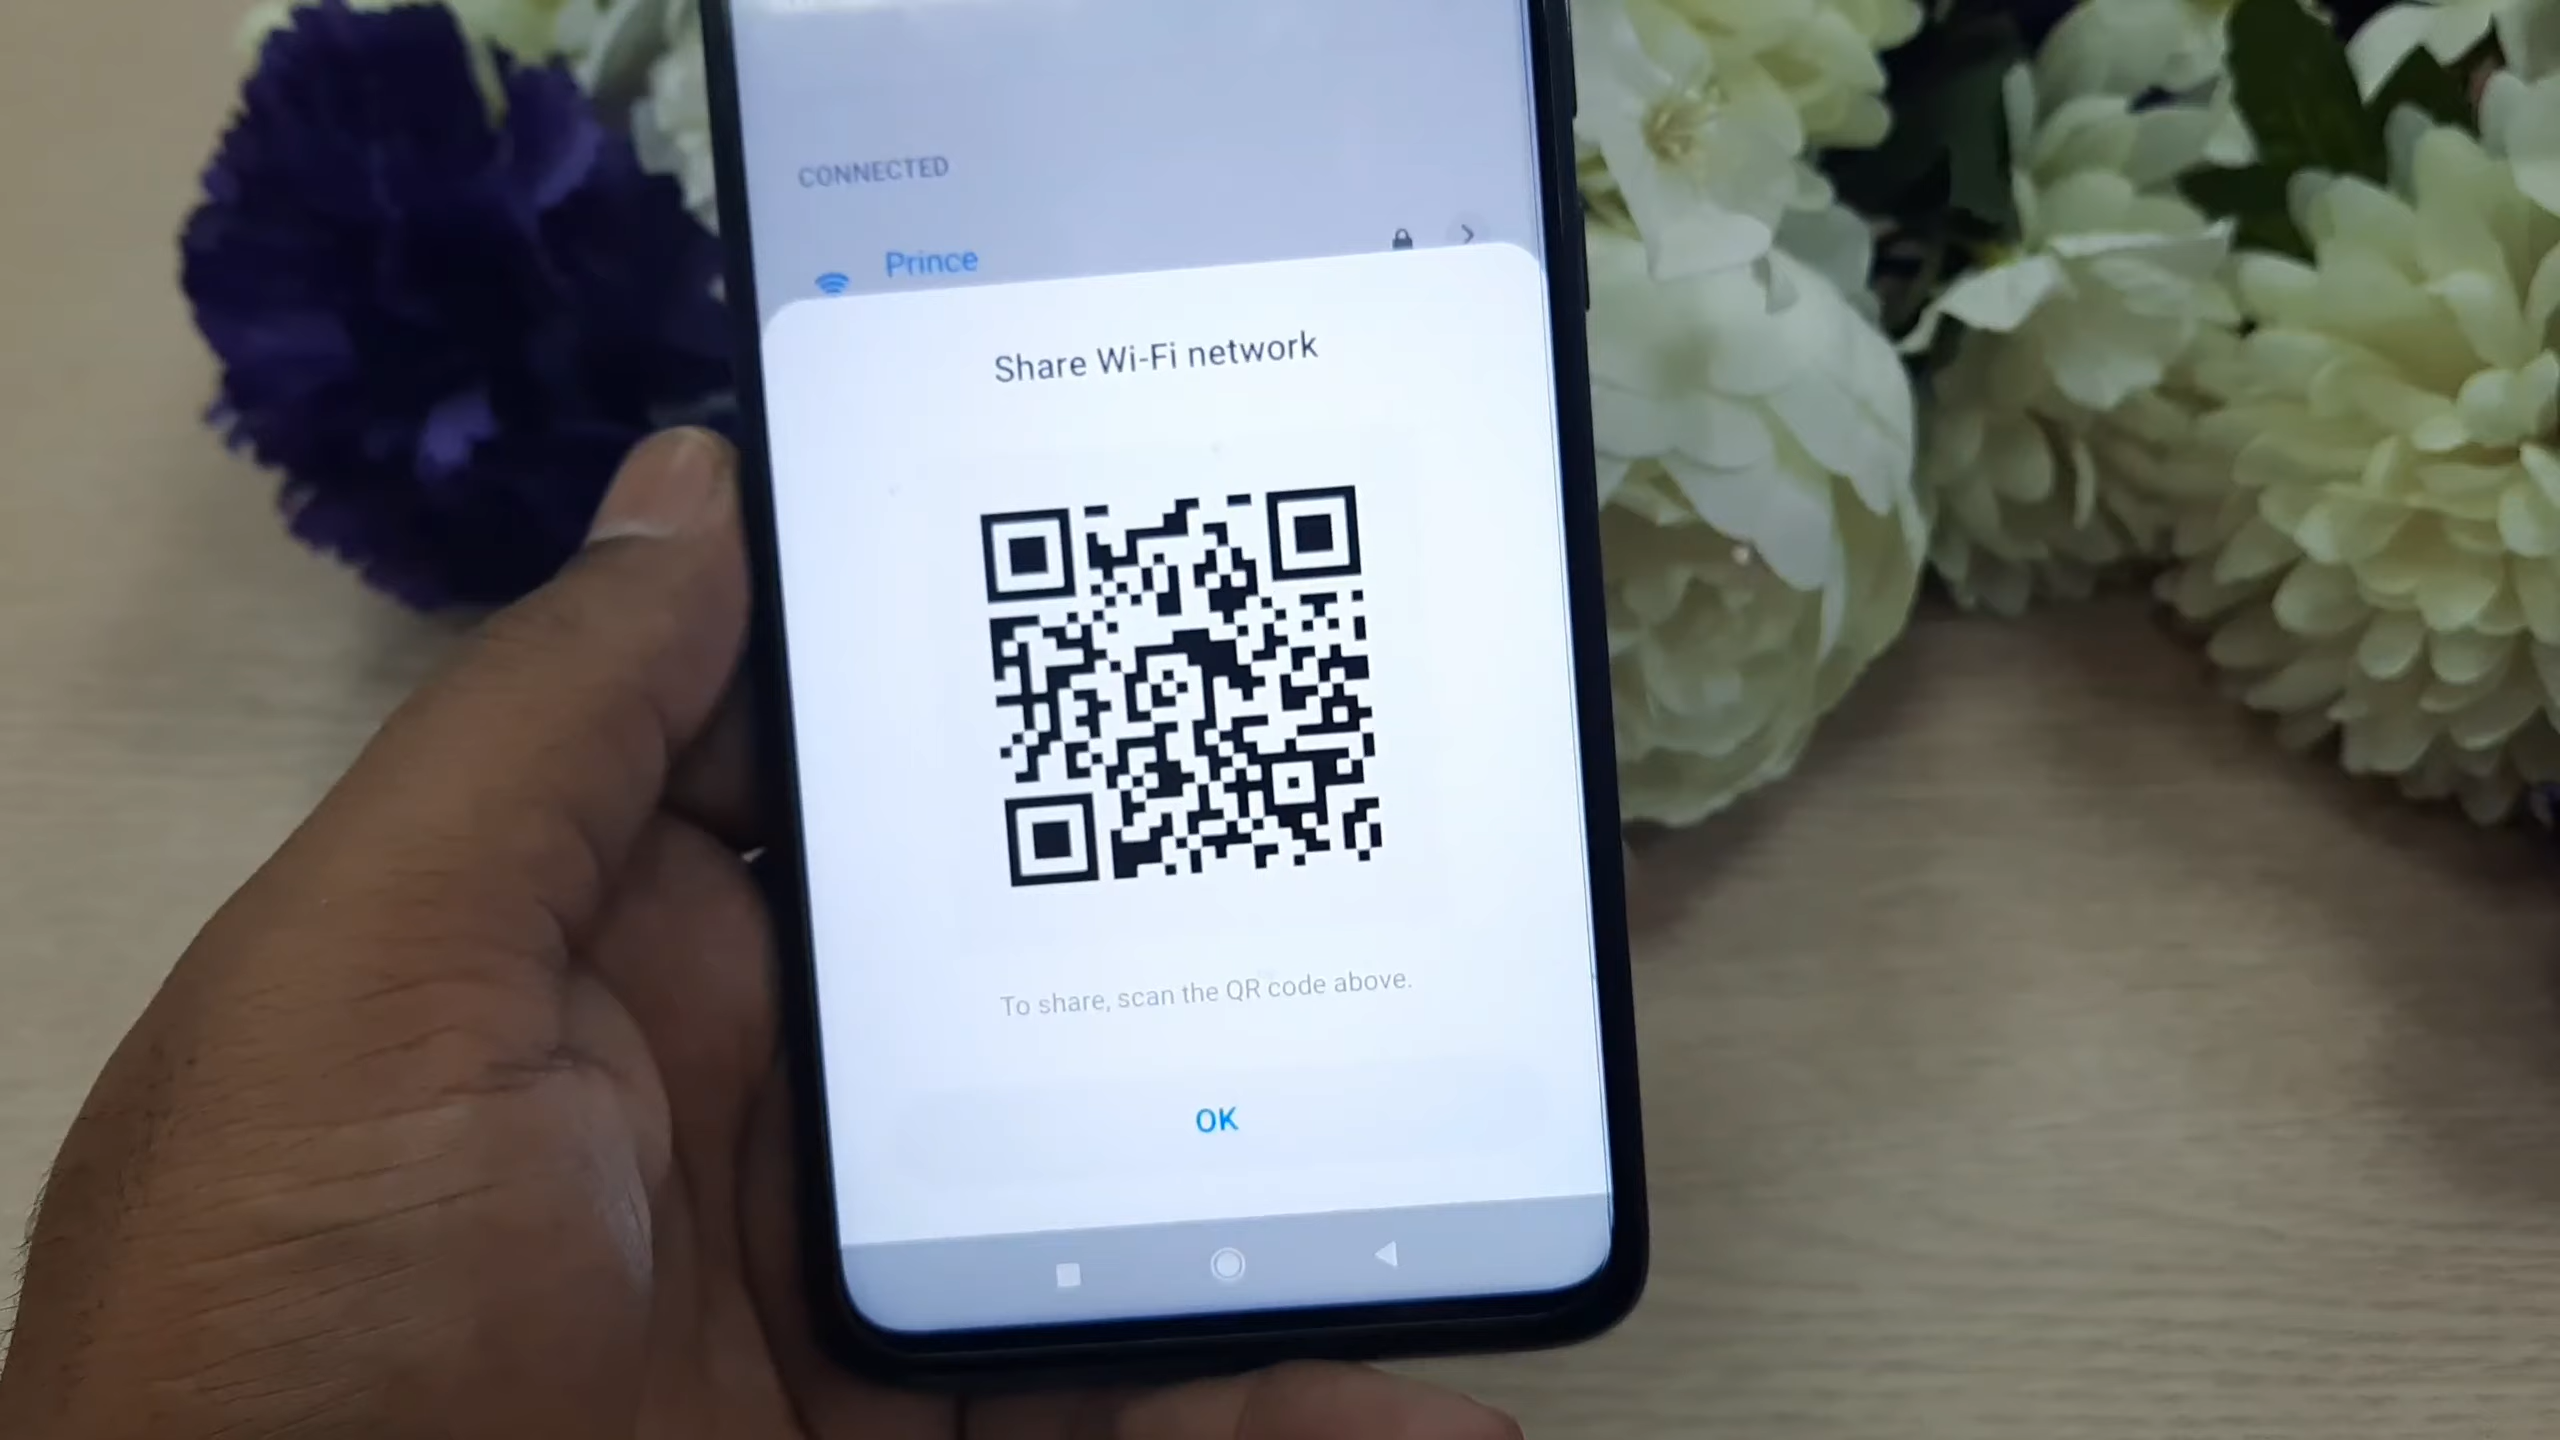 CONNECTED
Prince
Share Wi-Fi network
To share, scan the QR code above.
OK